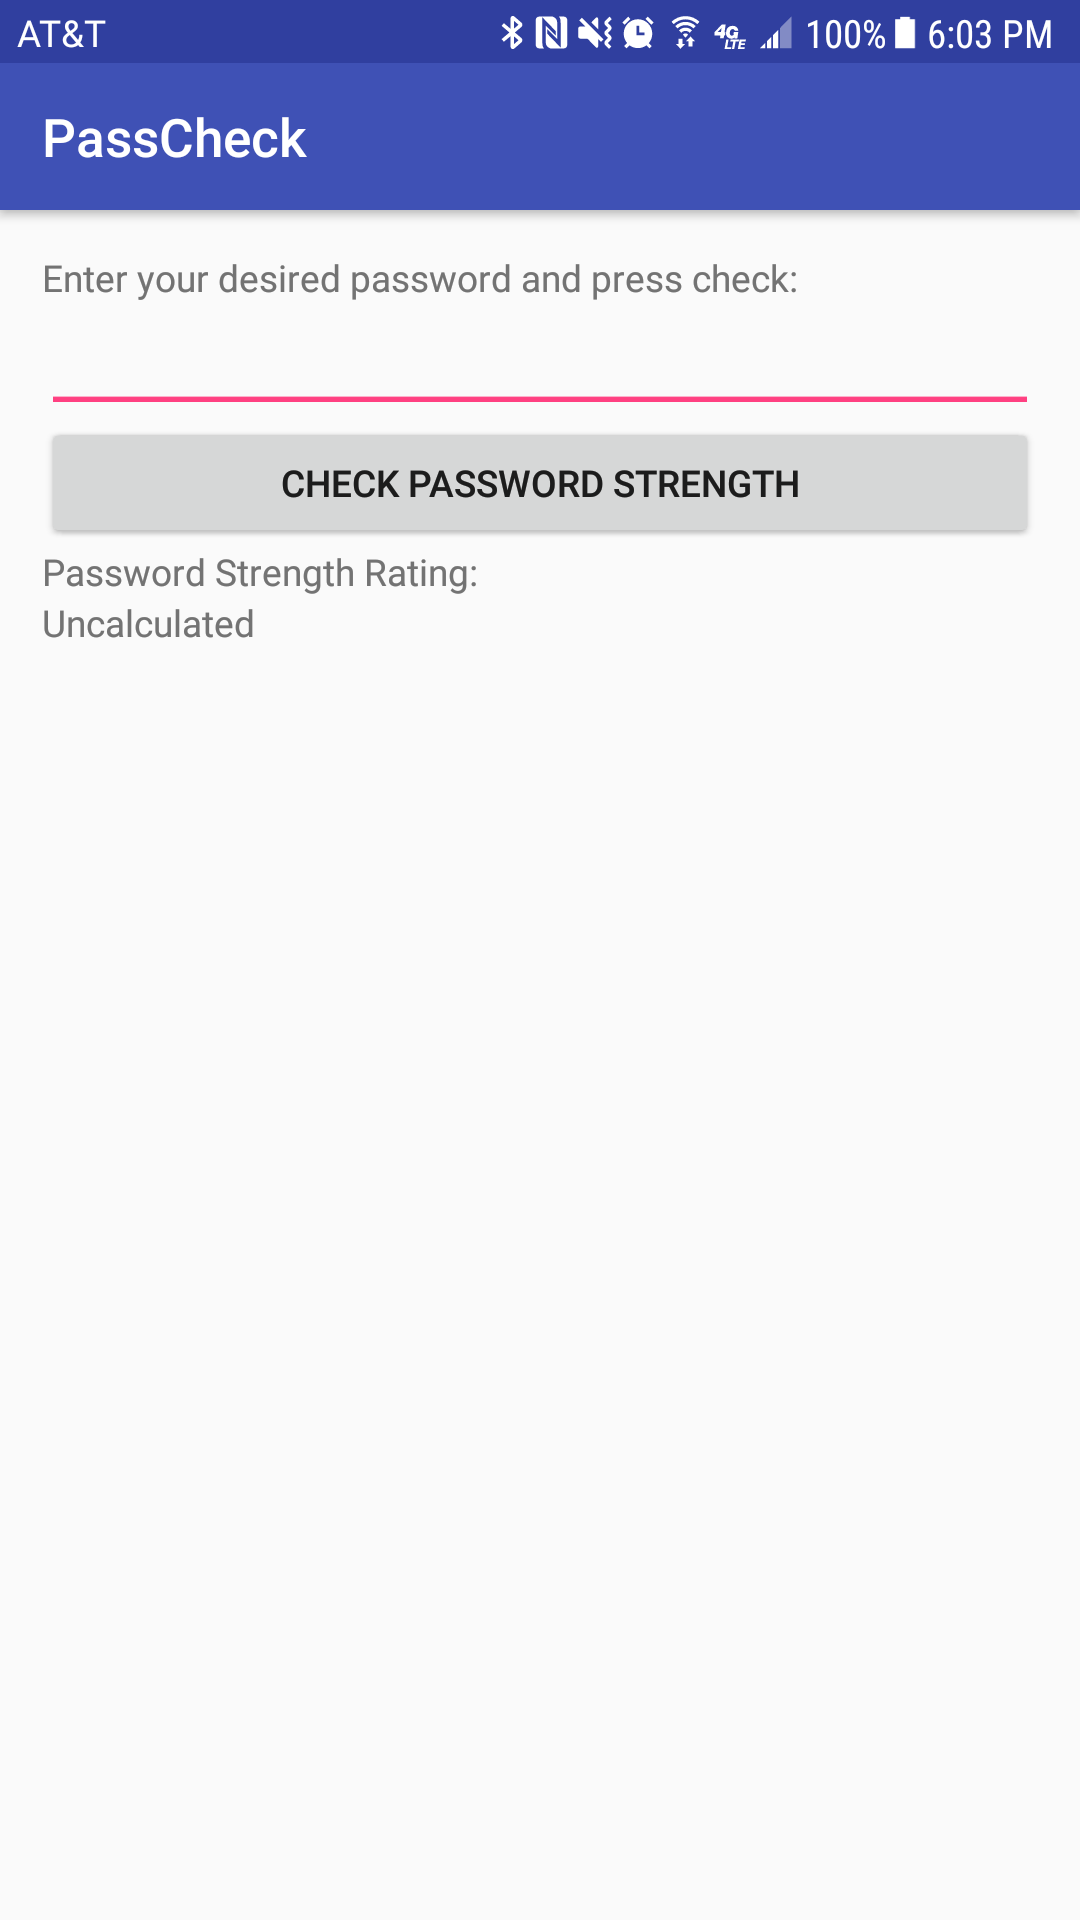 AT&T 4G LTE 100% 6:03 PM
PassCheck
Enter your desired password and press check:
CHECK PASSWORD STRENGTH
Password Strength Rating:
Uncalculated